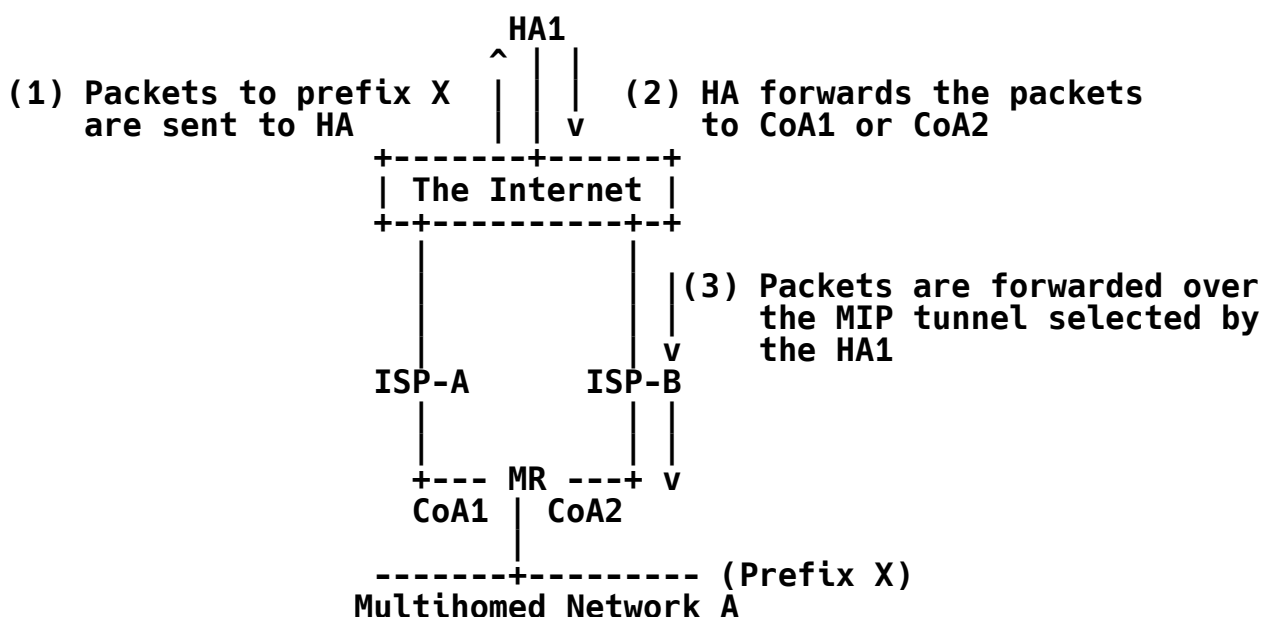 HA1
(1) Packets to prefix X
are sent to HA
(2) HA forwards the packets
to CoA1 or CoA2
The Internet
(3) Packets are forwarded over
the MIP tunnel selected by
the HA1
ISP-A
ISP-B
MR
CoA1
CoA2
(Prefix X)
Multihomed Network A